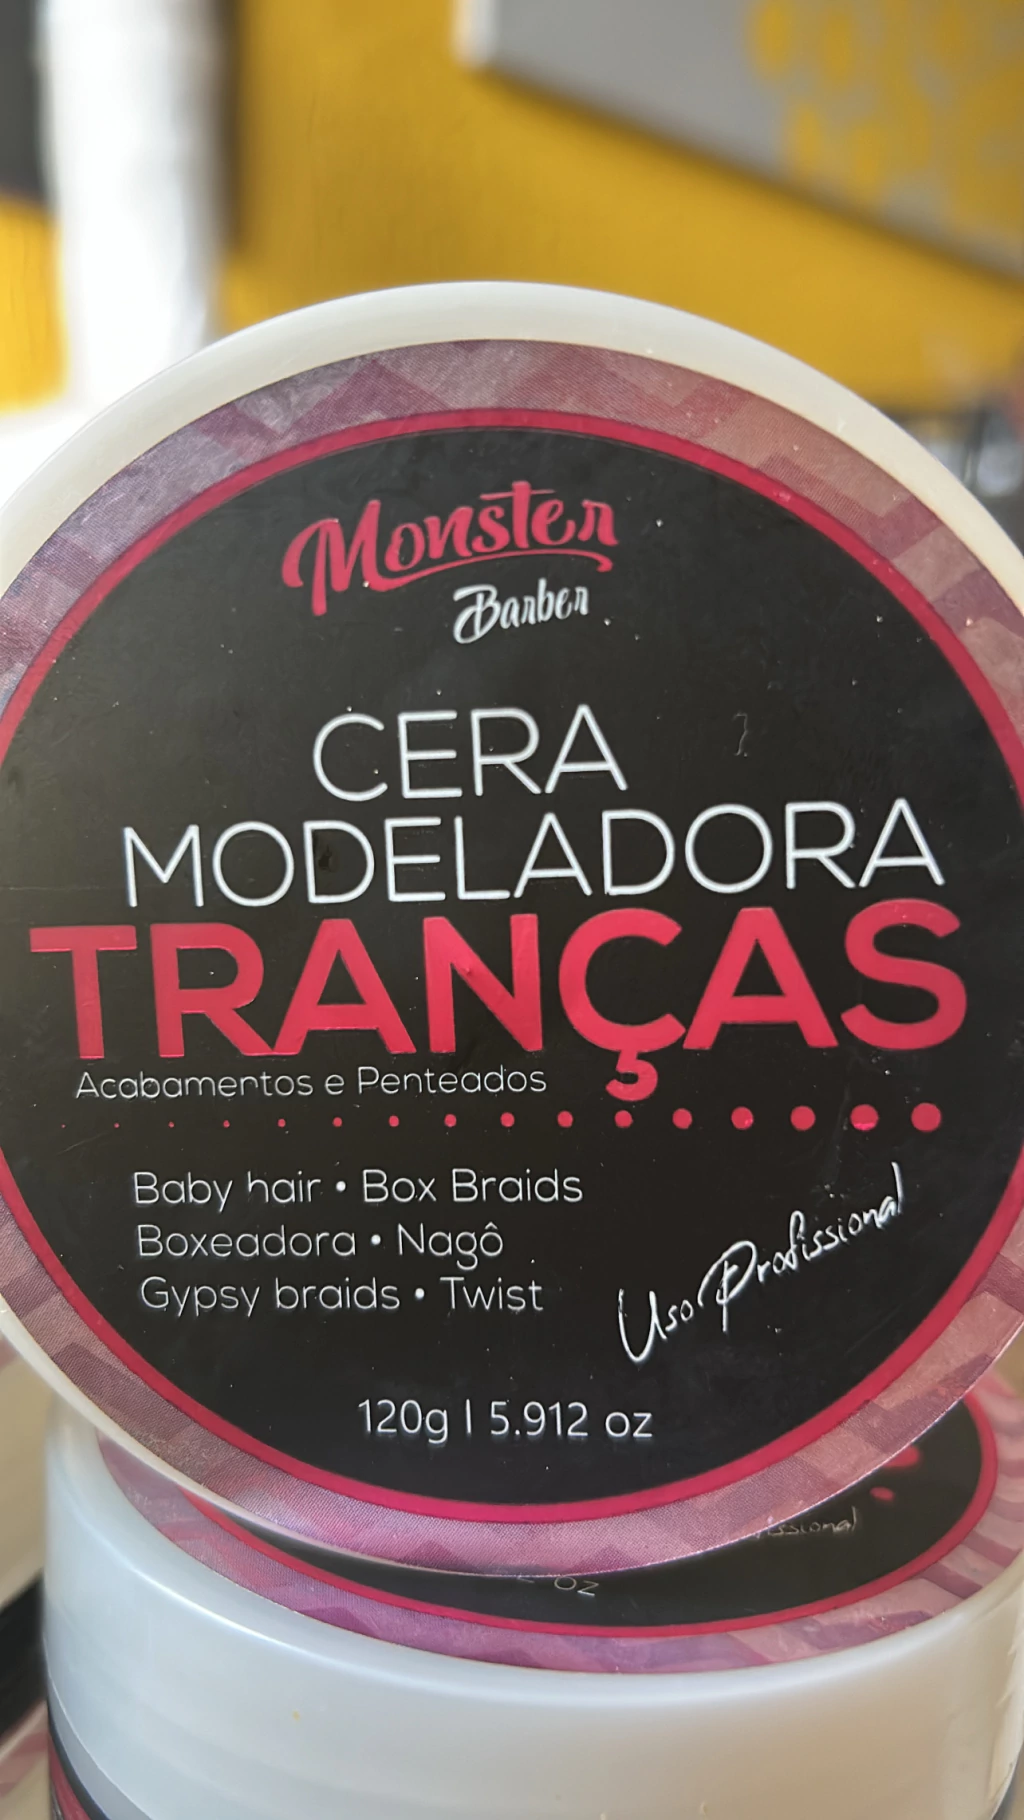 Monster
Barber
CERA
MODELADORA
TRANÇAS
Acabamentos e Penteados
Baby hair • Box Braids
Boxeadora • Nagô
Gypsy braids • Twist
Uso Profissional
120g | 5.912 oz
oz